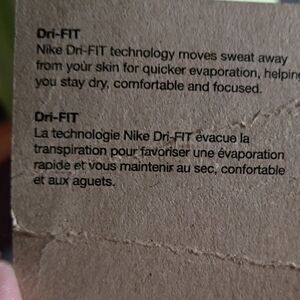 Dri-FIT
Nike Dri-FIT technology moves sweat away
from your skin for quicker evaporation, helping
you stay dry, comfortable and focused.
Dri-FIT
La technologie Nike Dri-FIT évacue la
transpiration pour favoriser une évaporation
rapide et vous maintenir au sec, confortable
et aux aguets.